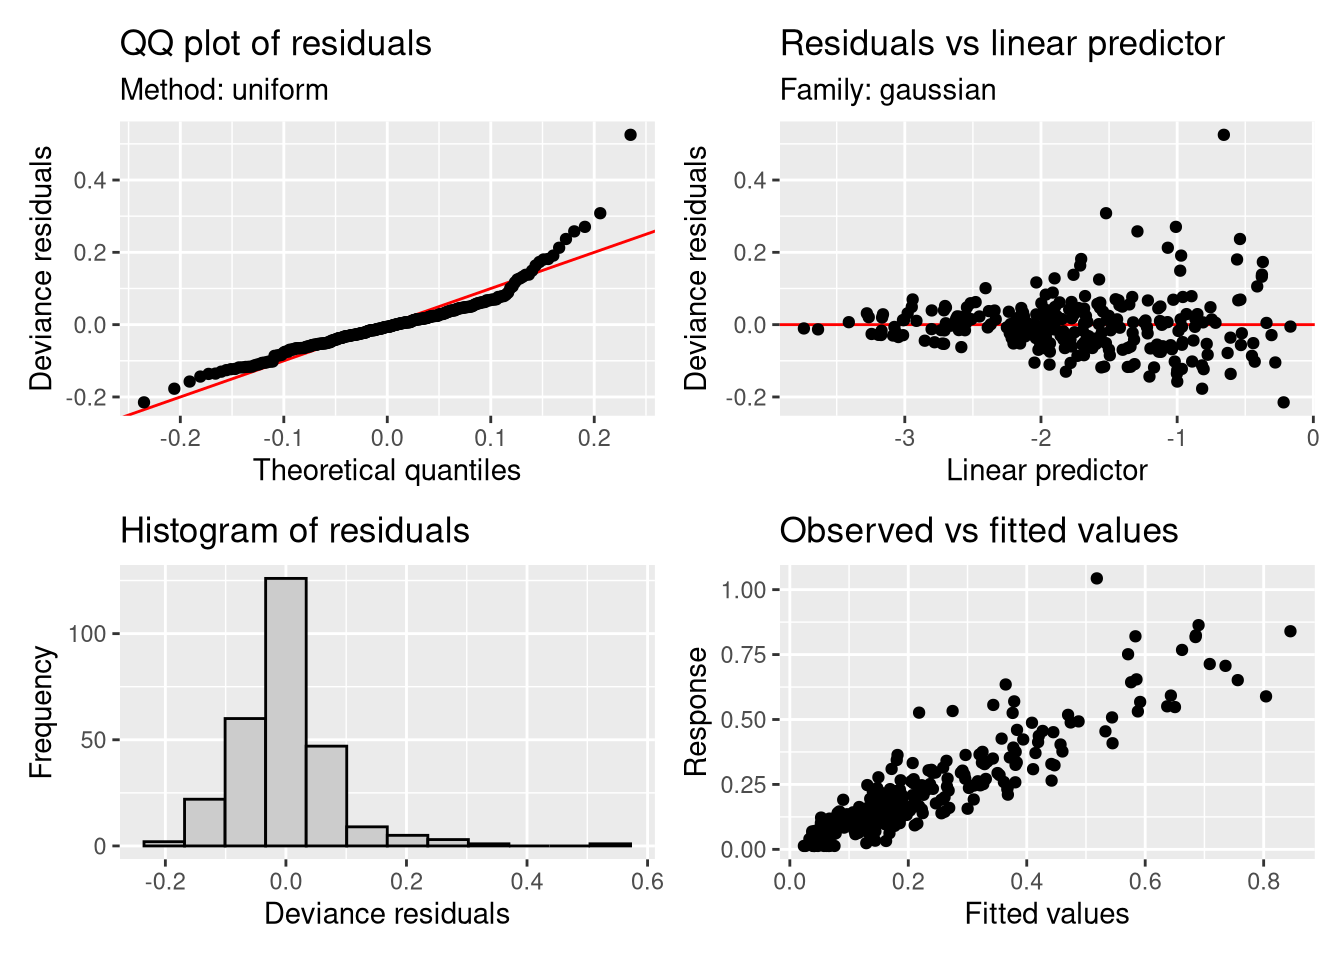 QQ plot of residuals
Method: uniform
Deviance residuals
0.4
0.2
0.0
-0.2
-0.2 -0.1 0.0 0.1 0.2
Theoretical quantiles
Residuals vs linear predictor
Family: gaussian
Deviance residuals
0.4
0.2
0.0
-0.2
-3 -2 -1 0
Linear predictor
Histogram of residuals
Frequency
100
50
0
-0.2 0.0 0.2 0.4 0.6
Deviance residuals
Observed vs fitted values
Response
1.00
0.75
0.50
0.25
0.00
0.0 0.2 0.4 0.6 0.8
Fitted values